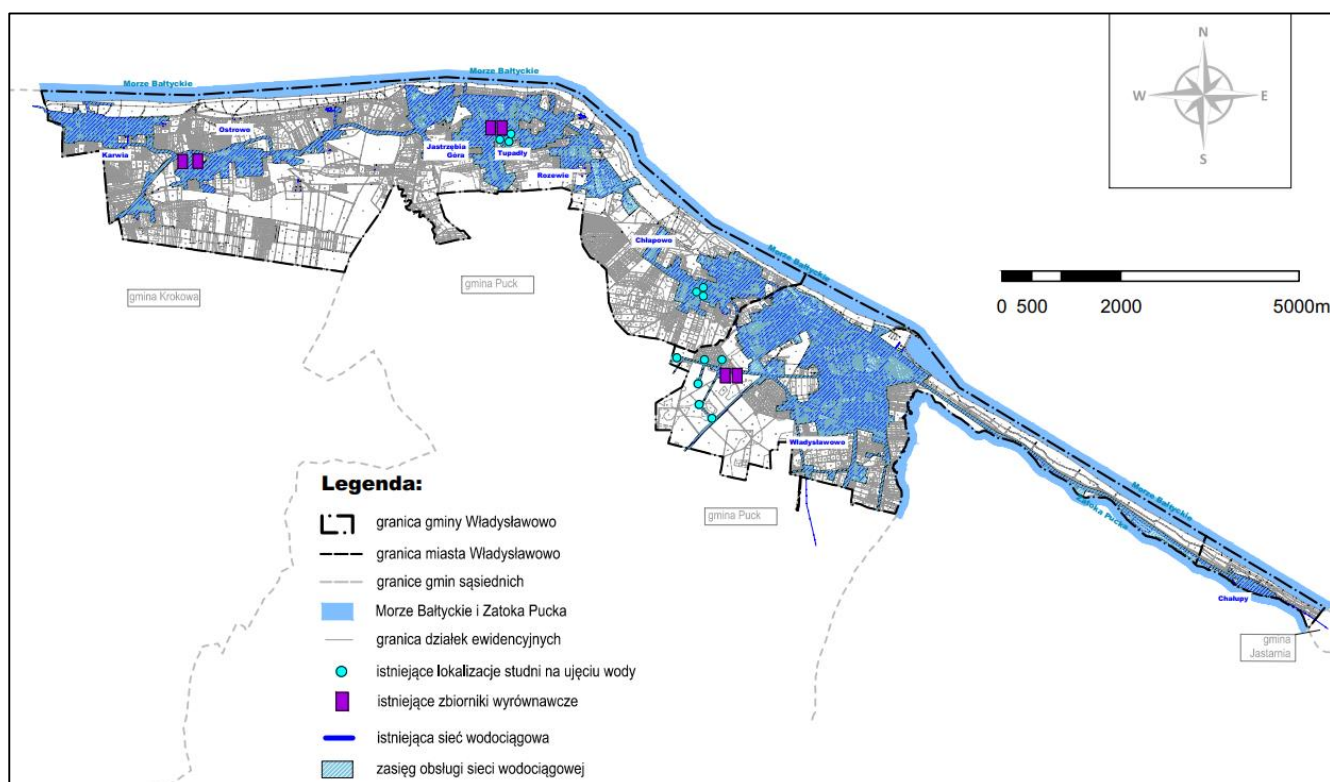 Morze Bałtyckie
Morze Bałtyckie
N
W
E
S
Ostrowo
Karwia
Jastrzębia
Góra
Tupadły
Rozewie
Chłapowo
Morze Bałtyckie
gmina Krokowa
gmina Puck
0 500 2000 5000m
Władysławowo
gmina Puck
Morze Bałtyckie
Zatoka Pucka
Chałupy
gmina
Jastarnia
Legenda:
granica gminy Władysławowo
granica miasta Władysławowo
granice gmin sąsiednich
Morze Bałtyckie i Zatoka Pucka
granica działek ewidencyjnych
istniejące lokalizacje studni na ujęciu wody
istniejące zbiorniki wyrównawcze
istniejąca sieć wodociągowa
zasięg obsługi sieci wodociągowej